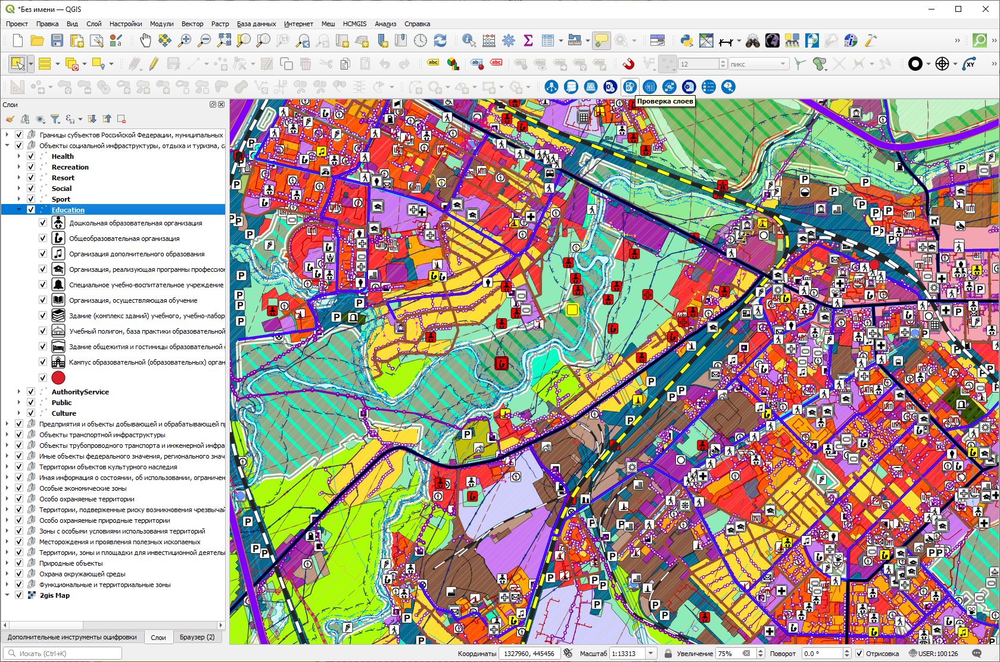 *Без имени — QGIS
Проект Правка Вид Слой Настройки Модули Вектор Растр База данных Интернет Меш HCMGIS Анализ Справка
abc abc abc 12 пикс XY
Проверка слоев
Слои
Границы субъектов Российской Федерации, муниципальных
Объекты социальной инфраструктуры, отдыха и туризма, са
Health
Recreation
Resort
Social
Sport
Education
Дошкольная образовательная организация
Общеобразовательная организация
Организация дополнительного образования
Организация, реализующая программы профессион
Специальное учебно-воспитательное учреждение
Организация, осуществляющая обучение
Здание (комплекс зданий) учебного, учебно-лабор
Учебный полигон, база практики образовательной
Здание общежития и гостиницы образовательной
Кампус образовательной (образовательных) орган
AuthorityService
Public
Culture
Предприятия и объекты добывающей и обрабатывающей п
Объекты транспортной инфраструктуры
Объекты трубопроводного транспорта и инженерной инфра
Иные объекты федерального значения, регионального знач
Территории объектов культурного наследия
Иная информация о состоянии, об использовании, ограничен
Особые экономические зоны
Особо охраняемые территории
Территории, подверженные риску возникновения чрезвычай
Особо охраняемые природные территории
Зоны с особыми условиями использования территорий
Месторождения и проявления полезных ископаемых
Территории, зоны и площадки для инвестиционной деятель
Природные объекты
Охрана окружающей среды
Функциональные и территориальные зоны
2gis Map
Дополнительные инструменты оцифровки Слои Браузер (2)
Искать (Ctrl+K) Координаты 1327960, 445456 Масштаб 1:13313 Увеличение 75% Поворот 0.0 ° Отрисовка USER:100126